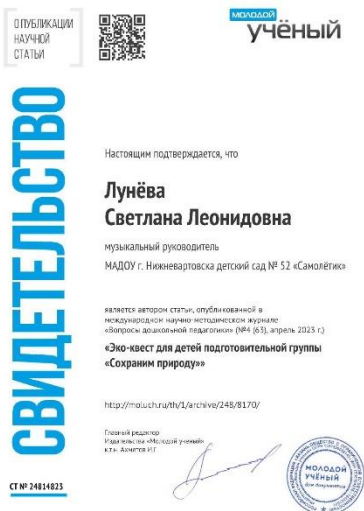 О ПУБЛИКАЦИИ
НАУЧНОЙ
СТАТЬИ
молодой
учёный
СВИДЕТЕЛЬСТВО
Настоящим подтверждается, что
Лунёва
Светлана Леонидовна
музыкальный руководитель
МАДОУ г. Нижневартовска детский сад № 52 «Самолётик»
является автором статьи, опубликованной в
международном научно-методическом журнале
«Вопросы дошкольной педагогики» (№4 (63), апрель 2023 г.)
«Эко-квест для детей подготовительной группы
«Сохраним природу»»
http://moluch.ru/th/1/archive/248/8170/
Главный редактор
Издательства «Молодой ученый»
к.т.н. Ахметов И.Г.
СТ № 24814823
МОЛОДОЙ
УЧЁНЫЙ